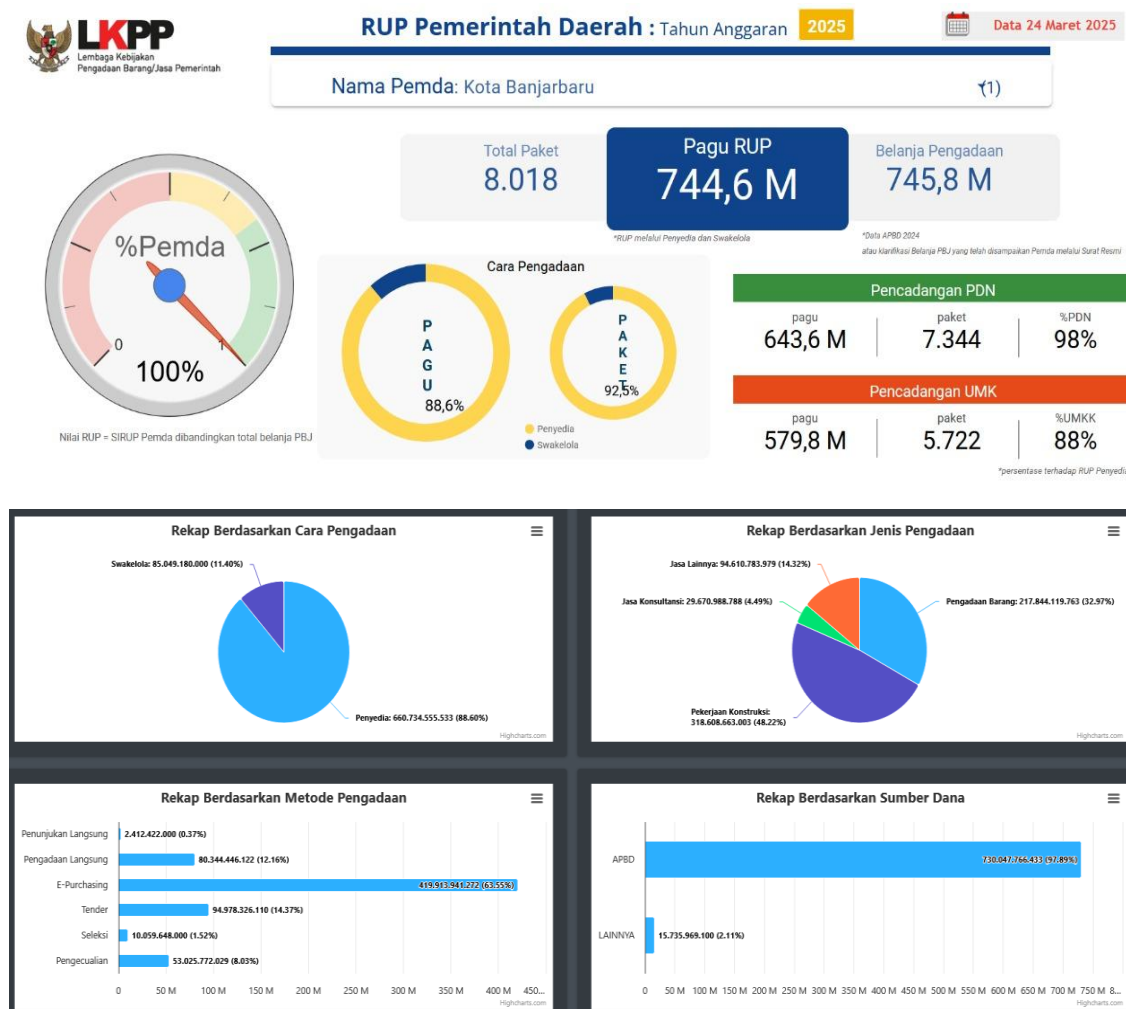 LKPP
Lembaga Kebijakan
Pengadaan Barang/Jasa Pemerintah
RUP Pemerintah Daerah : Tahun Anggaran 2025
Data 24 Maret 2025
Nama Pemda: Kota Banjarbaru
(1)
%Pemda
0
1
100%
Nilai RUP = SIRUP Pemda dibandingkan total belanja PBJ
Total Paket
8.018
Pagu RUP
744,6 M
Belanja Pengadaan
745,8 M
*RUP melalui Penyedia dan Swakelola
*Data APBD 2024
atau klarifikasi Belanja PBJ yang telah disampaikan Pemda melalui Surat Resmi
Cara Pengadaan
PAGU
88,6%
PAKET
92,5%
Penyedia
Swakelola
Pencadangan PDN
pagu paket %PDN
643,6 M 7.344 98%
Pencadangan UMK
pagu paket %UMKK
579,8 M 5.722 88%
*persentase terhadap RUP Penyedia
Rekap Berdasarkan Cara Pengadaan
Swakelola: 85.049.180.000 (11.40%)
Penyedia: 660.734.555.533 (88.60%)
Highcharts.com
Rekap Berdasarkan Jenis Pengadaan
Jasa Lainnya: 94.610.783.979 (14.32%)
Jasa Konsultansi: 29.670.988.788 (4.49%)
Pengadaan Barang: 217.844.119.763 (32.97%)
Pekerjaan Konstruksi:
318.608.663.003 (48.22%)
Highcharts.com
Rekap Berdasarkan Metode Pengadaan
Penunjukan Langsung 2.412.422.000 (0.37%)
Pengadaan Langsung 80.344.446.122 (12.16%)
E-Purchasing 419.913.941.272 (63.55%)
Tender 94.978.326.110 (14.37%)
Seleksi 10.059.648.000 (1.52%)
Pengecualian 53.025.772.029 (8.03%)
0 50 M 100 M 150 M 200 M 250 M 300 M 350 M 400 M 450...
Highcharts.com
Rekap Berdasarkan Sumber Dana
APBD 730.047.766.433 (97.89%)
LAINNYA 15.735.969.100 (2.11%)
0 50 M 100 M 150 M 200 M 250 M 300 M 350 M 400 M 450 M 500 M 550 M 600 M 650 M 700 M 750 M 8...
Highcharts.com